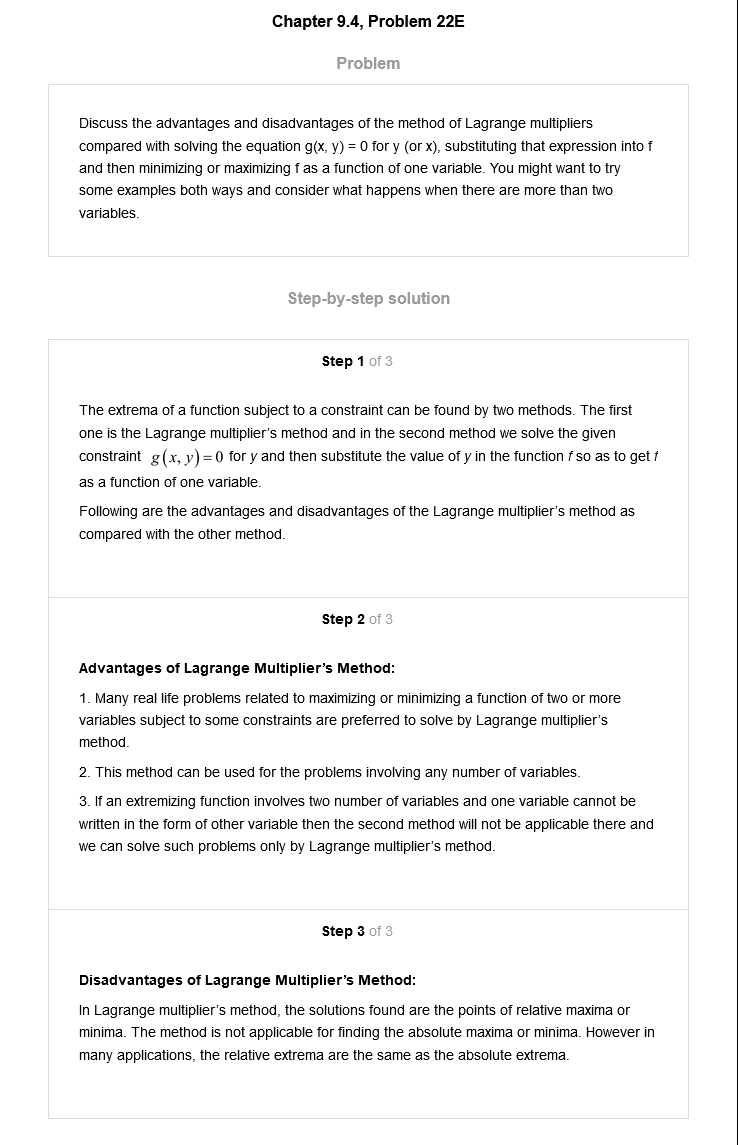 Chapter 9.4, Problem 22E
Problem
Discuss the advantages and disadvantages of the method of Lagrange multipliers
compared with solving the equation g(x, y) = 0 for y (or x), substituting that expression into f
and then minimizing or maximizing f as a function of one variable. You might want to try
some examples both ways and consider what happens when there are more than two
variables.
Step-by-step solution
Step 1 of 3
The extrema of a function subject to a constraint can be found by two methods. The first
one is the Lagrange multiplier's method and in the second method we solve the given
constraint g(x, y) = 0 for y and then substitute the value of y in the function f so as to get f
as a function of one variable.
Following are the advantages and disadvantages of the Lagrange multiplier's method as
compared with the other method.
Step 2 of 3
Advantages of Lagrange Multiplier's Method:
1. Many real life problems related to maximizing or minimizing a function of two or more
variables subject to some constraints are preferred to solve by Lagrange multiplier's
method.
2. This method can be used for the problems involving any number of variables.
3. If an extremizing function involves two number of variables and one variable cannot be
written in the form of other variable then the second method will not be applicable there and
we can solve such problems only by Lagrange multiplier's method.
Step 3 of 3
Disadvantages of Lagrange Multiplier's Method:
In Lagrange multiplier's method, the solutions found are the points of relative maxima or
minima. The method is not applicable for finding the absolute maxima or minima. However in
many applications, the relative extrema are the same as the absolute extrema.